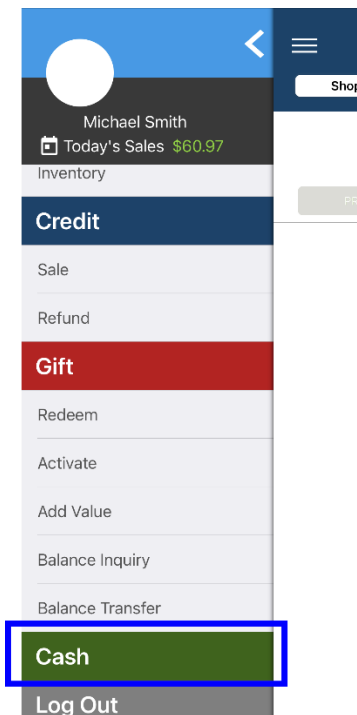 Michael Smith
Today's Sales $60.97
Inventory
Credit
Sale
Refund
Gift
Redeem
Activate
Add Value
Balance Inquiry
Balance Transfer
Cash
Log Out
Shop
PR